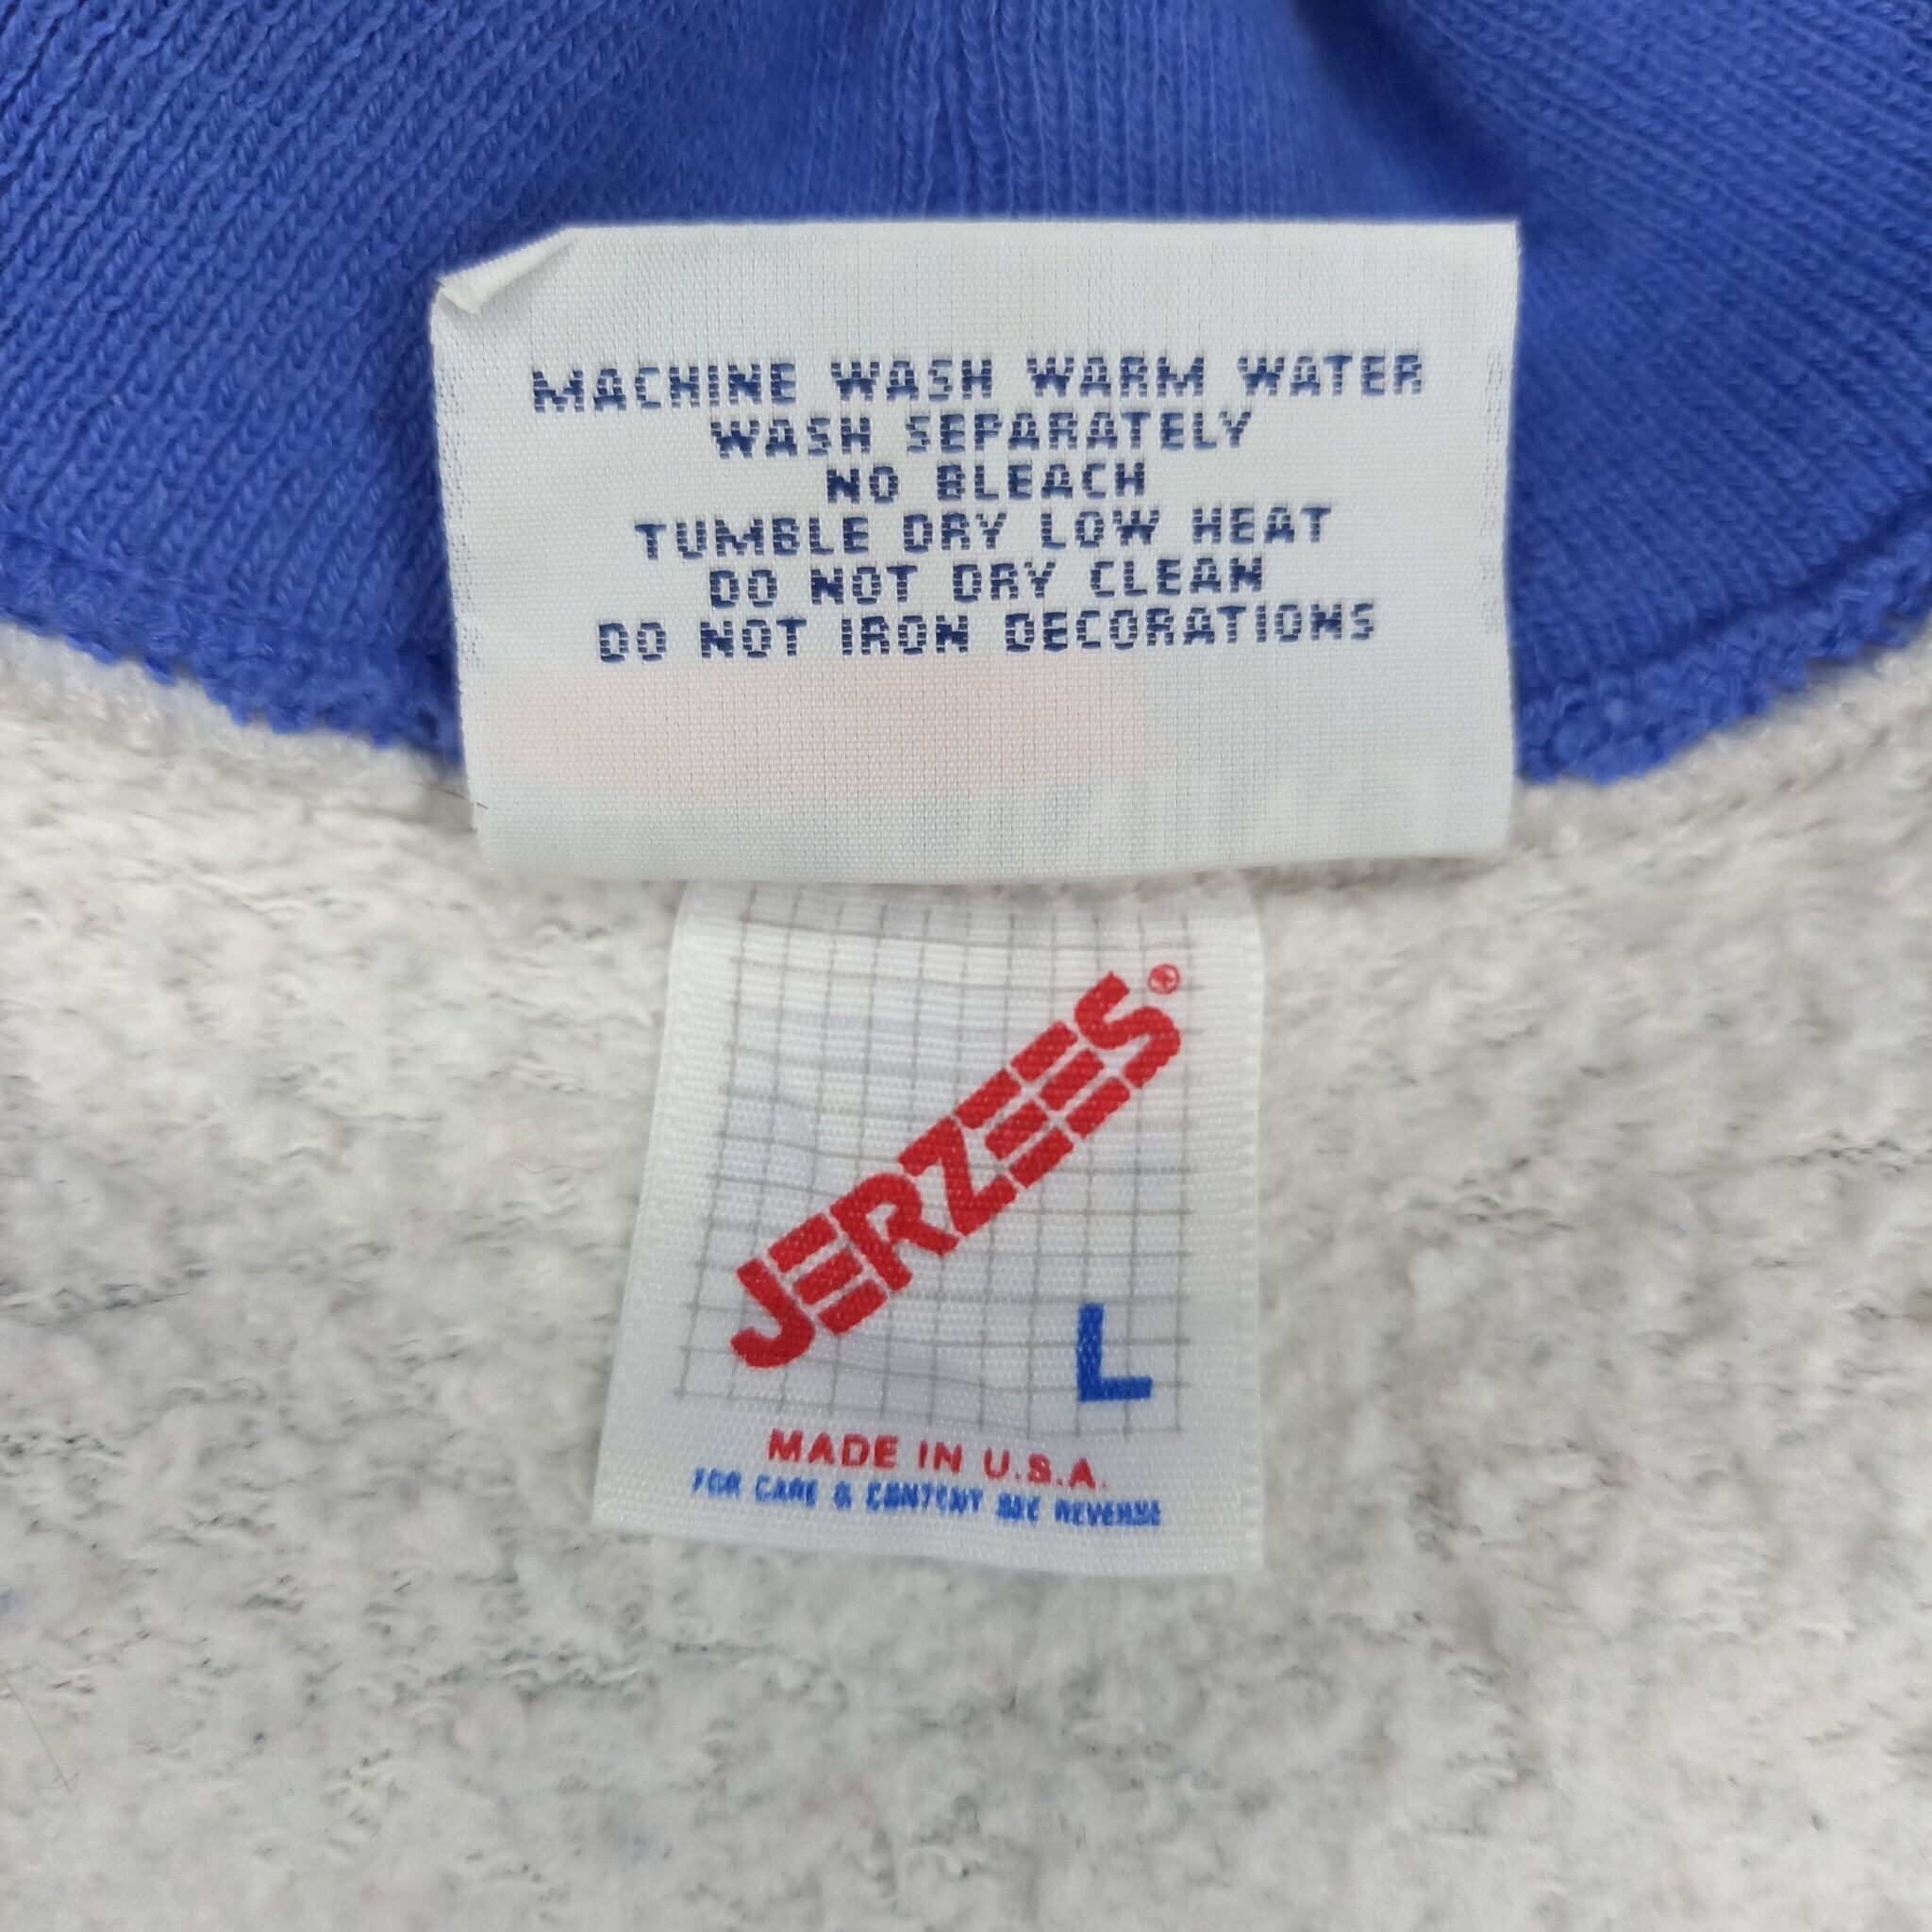 MACHINE WASH WARM WATER
WASH SEPARATELY
NO BLEACH
TUMBLE DRY LOW HEAT
DO NOT DRY CLEAN
DO NOT IRON DECORATIONS
JERZEES®
L
MADE IN U.S.A.
FOR CARE & CONTENT SEE REVERSE